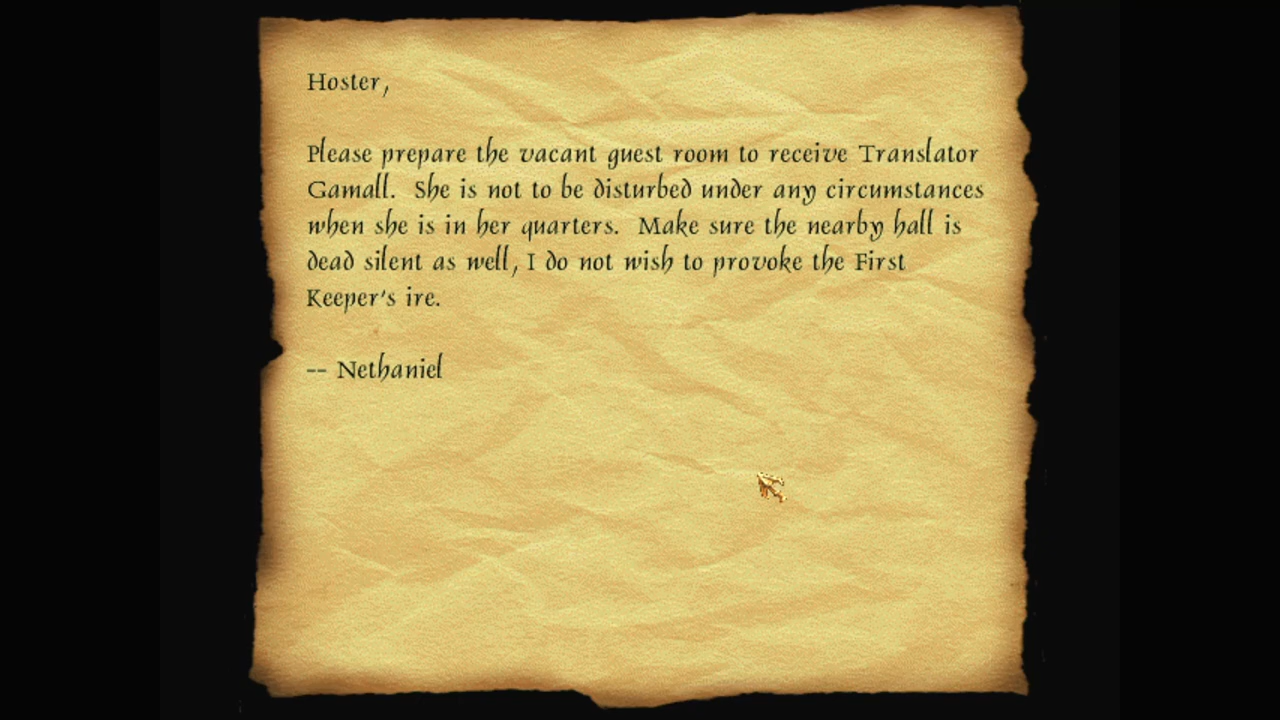 Hoster,
Please prepare the vacant guest room to receive Translator
Gamall.  She is not to be disturbed under any circumstances
when she is in her quarters.  Make sure the nearby hall is
dead silent as well, I do not wish to provoke the First
Keeper's ire.
-- Nethaniel